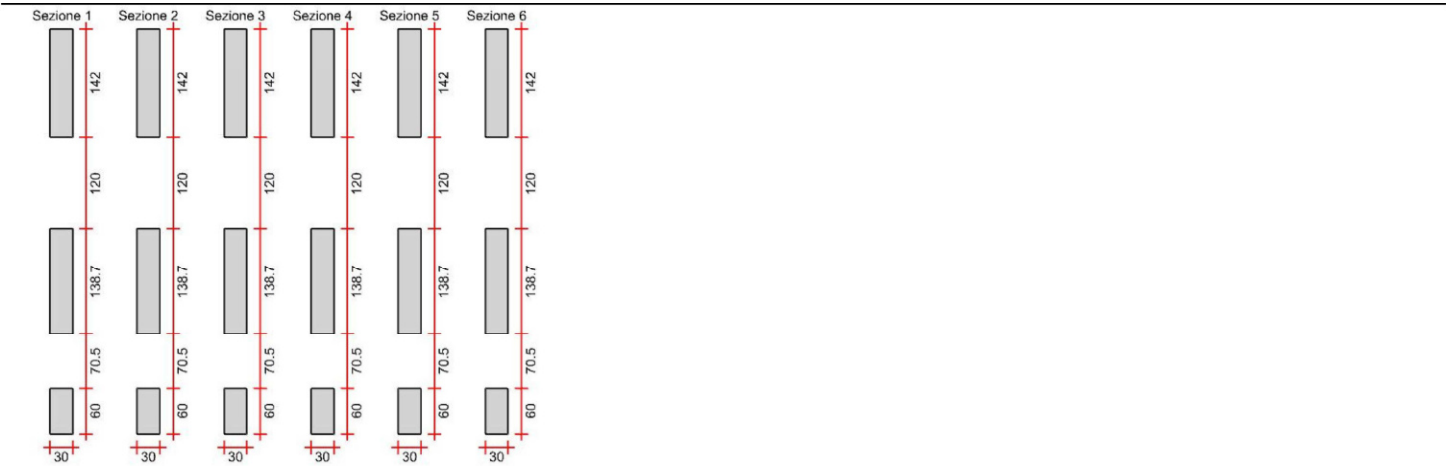 Sezione 1 Sezione 2 Sezione 3 Sezione 4 Sezione 5 Sezione 6
142 142 142 142 142 142
120 120 120 120 120 120
138.7 138.7 138.7 138.7 138.7 138.7
70.5 70.5 70.5 70.5 70.5 70.5
60 60 60 60 60 60
30 30 30 30 30 30